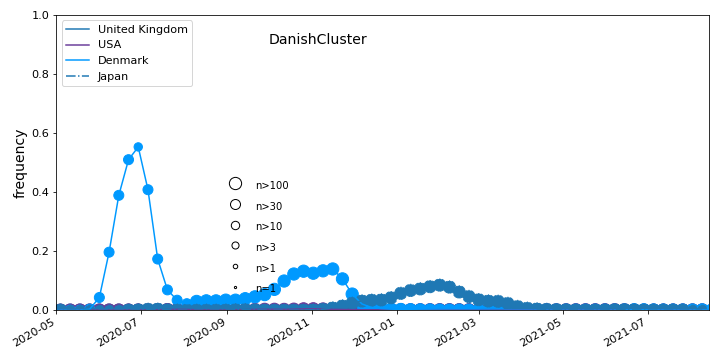 DanishCluster
United Kingdom
USA
Denmark
Japan
frequency
1.0
0.8
0.6
0.4
0.2
0.0
n>100
n>30
n>10
n>3
n>1
n=1
2020-05
2020-07
2020-09
2020-11
2021-01
2021-03
2021-05
2021-07